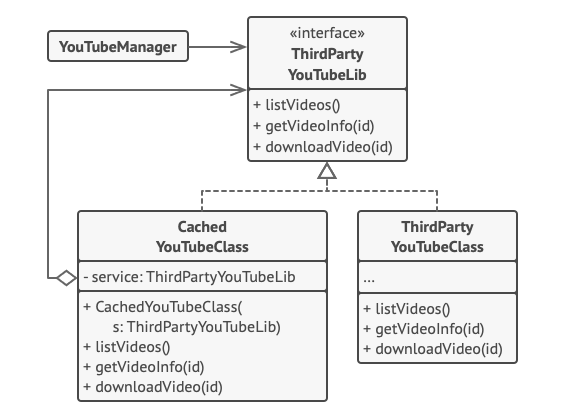 YouTubeManager
«interface»
ThirdParty
YouTubeLib
+ listVideos()
+ getVideoInfo(id)
+ downloadVideo(id)
Cached
YouTubeClass
- service: ThirdPartyYouTubeLib
+ CachedYouTubeClass(
s: ThirdPartyYouTubeLib)
+ listVideos()
+ getVideoInfo(id)
+ downloadVideo(id)
ThirdParty
YouTubeClass
...
+ listVideos()
+ getVideoInfo(id)
+ downloadVideo(id)